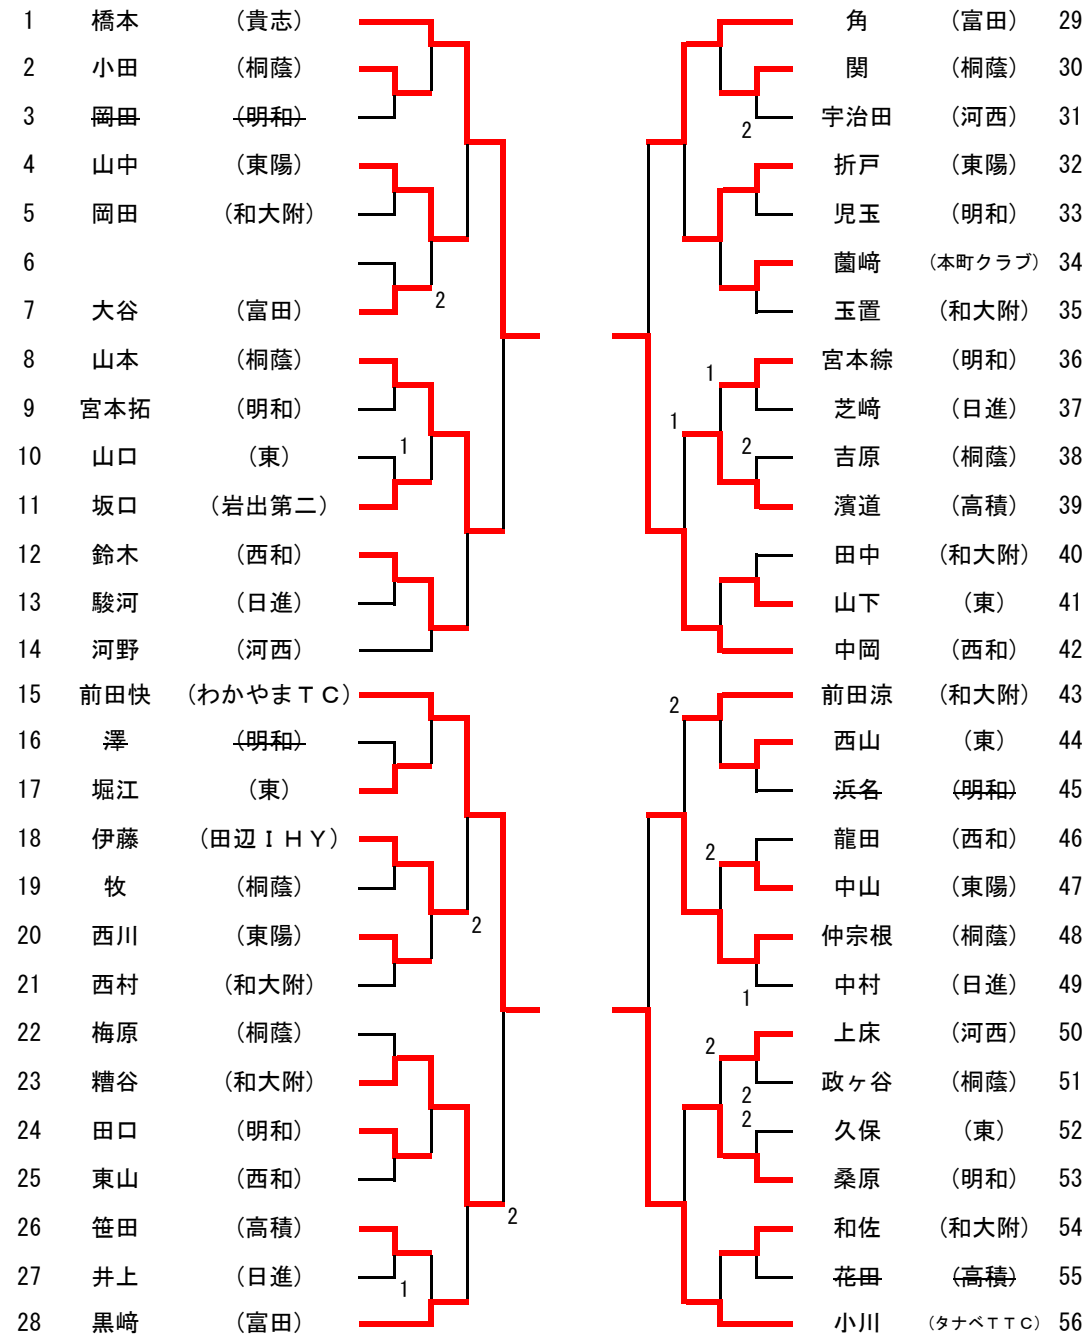 1 橋本 (貴志)
2 小田 (桐蔭)
3 岡田 (明和)
4 山中 (東陽)
5 岡田 (和大附)
6
7 大谷 (富田)
2
8 山本 (桐蔭)
9 宮本拓 (明和)
10 山口 (東)
1
11 坂口 (岩出第二)
12 鈴木 (西和)
13 駿河 (日進)
14 河野 (河西)
15 前田快 (わかやまＴＣ)
16 澤 (明和)
17 堀江 (東)
18 伊藤 (田辺ＩＨＹ)
19 牧 (桐蔭)
20 西川 (東陽)
2
21 西村 (和大附)
22 梅原 (桐蔭)
23 糟谷 (和大附)
24 田口 (明和)
25 東山 (西和)
26 笹田 (高積)
2
27 井上 (日進)
1
28 黒﨑 (富田)
角 (富田) 29
関 (桐蔭) 30
2
宇治田 (河西) 31
折戸 (東陽) 32
児玉 (明和) 33
薗﨑 (本町クラブ) 34
玉置 (和大附) 35
1
宮本綜 (明和) 36
芝﨑 (日進) 37
1
2
吉原 (桐蔭) 38
濱道 (高積) 39
田中 (和大附) 40
山下 (東) 41
中岡 (西和) 42
2
前田涼 (和大附) 43
西山 (東) 44
浜名 (明和) 45
龍田 (西和) 46
2
中山 (東陽) 47
仲宗根 (桐蔭) 48
中村 (日進) 49
1
上床 (河西) 50
2
政ヶ谷 (桐蔭) 51
2
2
久保 (東) 52
桑原 (明和) 53
和佐 (和大附) 54
花田 (高積) 55
小川 (タナベＴＴＣ) 56